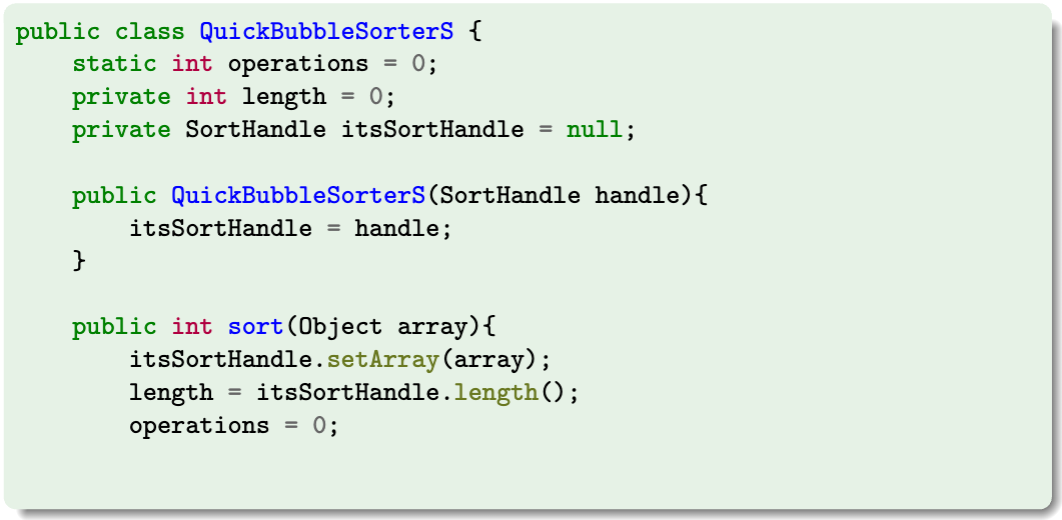 public class QuickBubbleSorterS {
    static int operations = 0;
    private int length = 0;
    private SortHandle itsSortHandle = null;

    public QuickBubbleSorterS(SortHandle handle){
        itsSortHandle = handle;
    }

    public int sort(Object array){
        itsSortHandle.setArray(array);
        length = itsSortHandle.length();
        operations = 0;